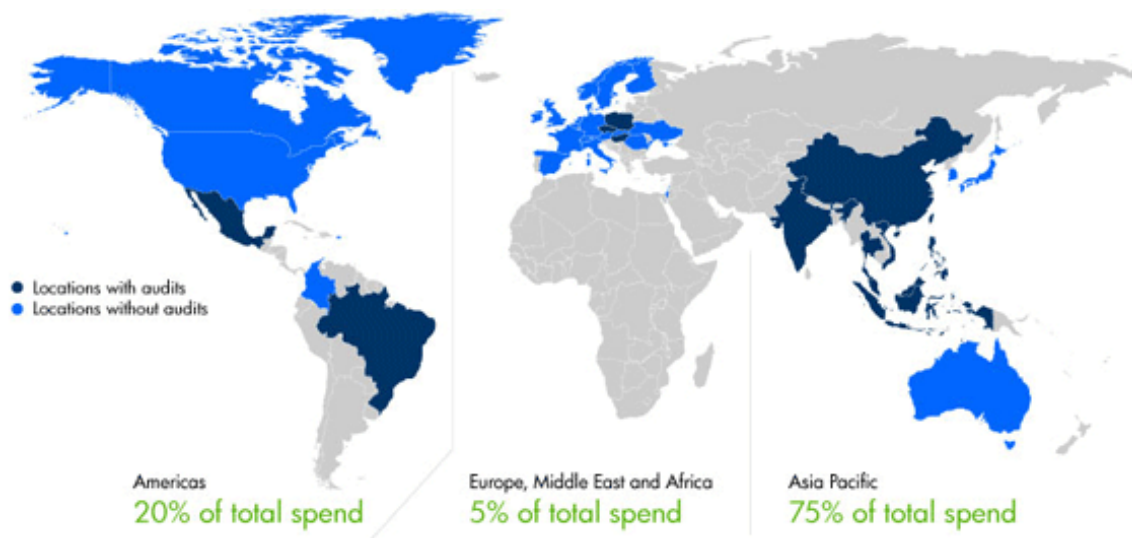 Locations with audits
Locations without audits
Americas
20% of total spend
Europe, Middle East and Africa
5% of total spend
Asia Pacific
75% of total spend